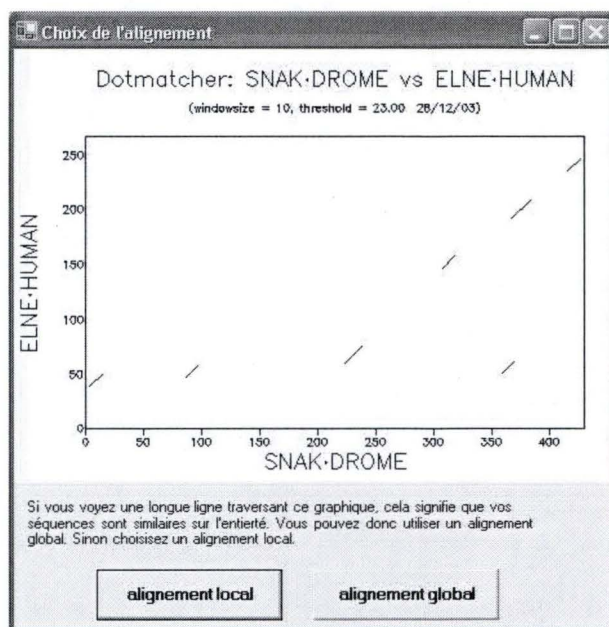 Choix de l'alignement
Dotmatcher: SNAK·DROME vs ELNE·HUMAN
(windowsize = 10, threshold = 23.00 28/12/03)
250
200
150
100
50
0
ELNE·HUMAN
0 50 100 150 200 250 300 350 400
SNAK·DROME
Si vous voyez une longue ligne traversant ce graphique, cela signifie que vos
séquences sont similaires sur l'entierté. Vous pouvez donc utiliser un alignement
global. Sinon choisisez un alignement local.
alignement local alignement global